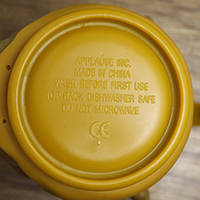 APPLAUSE INC.
MADE IN CHINA
WASH BEFORE FIRST USE
TOP-RACK DISHWASHER SAFE
DO NOT MICROWAVE
CE